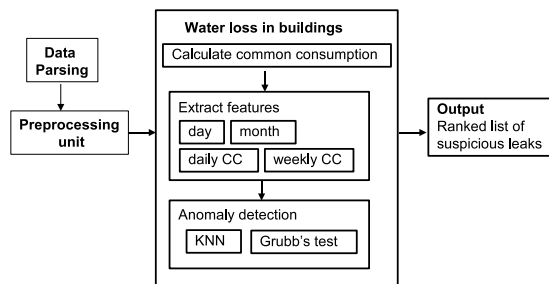 Data
Parsing
Preprocessing
unit
Water loss in buildings
Calculate common consumption
Extract features
day
month
daily CC
weekly CC
Anomaly detection
KNN
Grubb's test
Output
Ranked list of
suspicious leaks